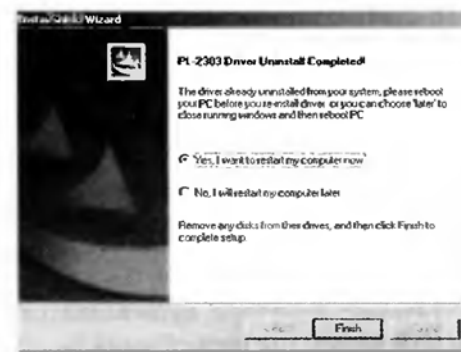 Wizard
PL-2303 Driver Uninstall Completed!
The driver already uninstalled from your system, please reboot
your PC before you re-install driver. or you can choose 'later' to
close running windows and then reboot PC
Yes, I want to restart my computer now
No, I will restart my computer later
Remove any disks from their drives, and then click Finish to
complete setup.
Finish